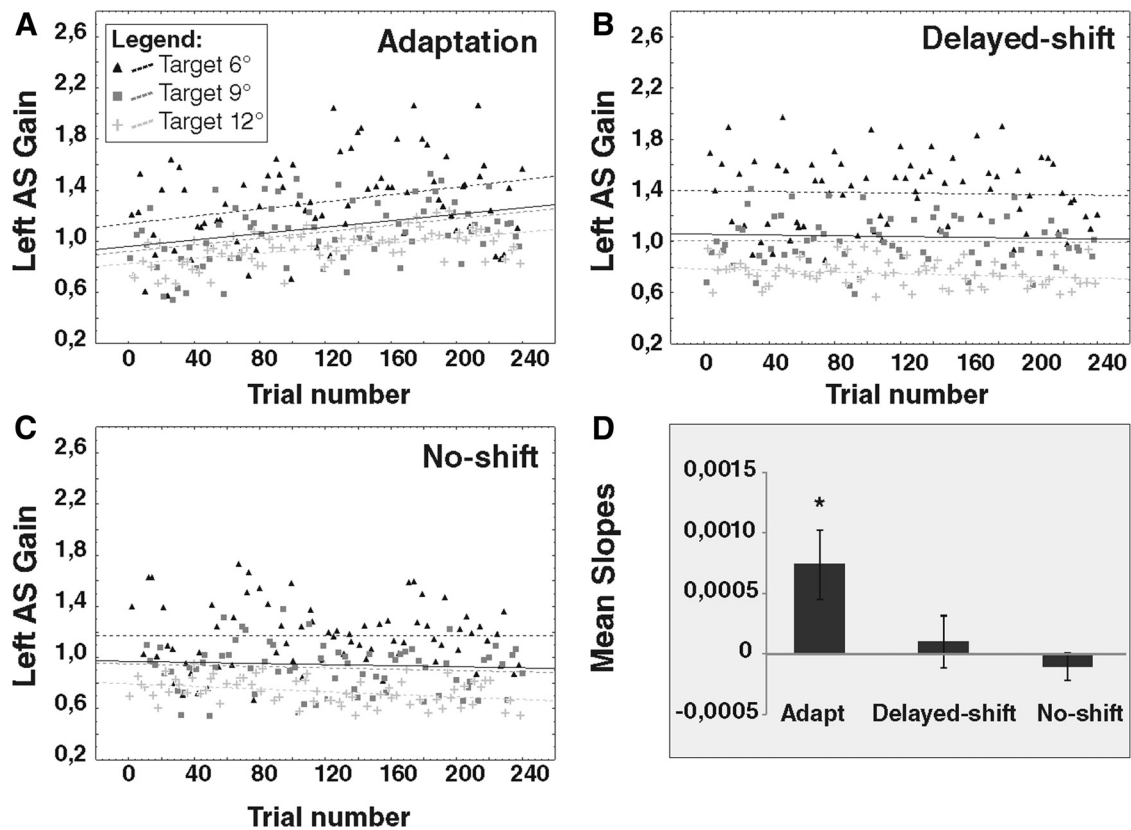 A
Adaptation
Legend:
Target 6°
Target 9°
Target 12°
Left AS Gain
2,6
2,2
1,8
1,4
1,0
0,6
0,2
0 40 80 120 160 200 240
Trial number
B
Delayed-shift
Left AS Gain
2,6
2,2
1,8
1,4
1,0
0,6
0,2
0 40 80 120 160 200 240
Trial number
C
No-shift
Left AS Gain
2,6
2,2
1,8
1,4
1,0
0,6
0,2
0 40 80 120 160 200 240
Trial number
D
Mean Slopes
0,0015
0,0010
0,0005
0
-0,0005
*
Adapt Delayed-shift No-shift